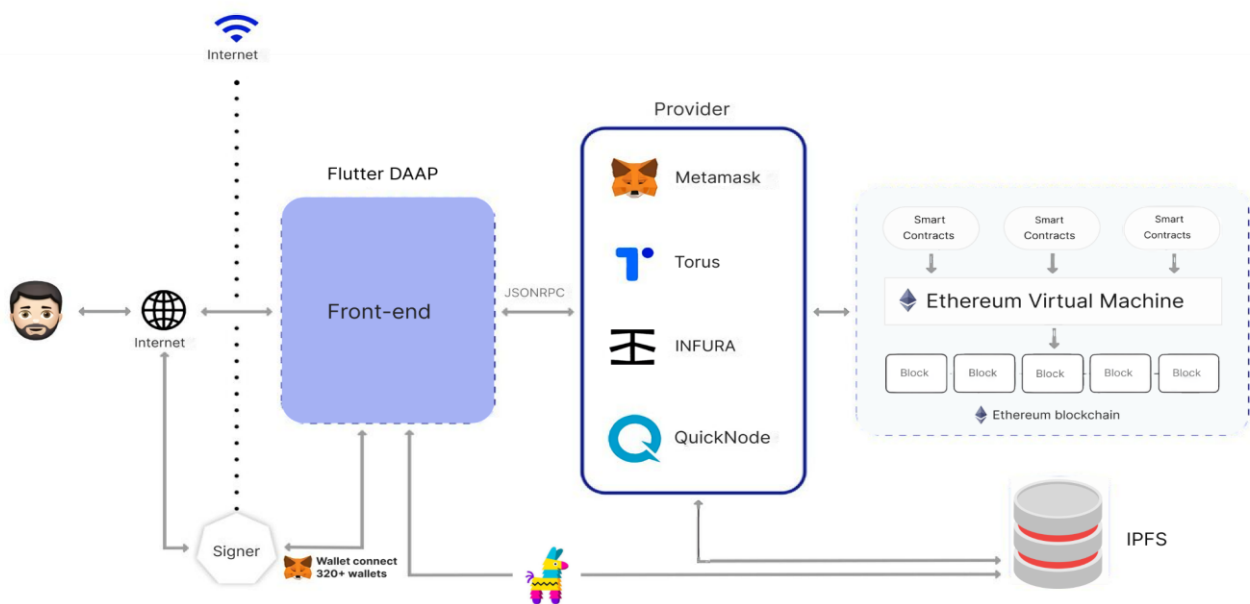 Internet
Provider
Flutter DAAP
Metamask
Smart
Contracts
Smart
Contracts
Smart
Contracts
Torus
JSONRPC
Front-end
Ethereum Virtual Machine
Internet
INFURA
Block
Block
Block
Block
Block
Ethereum blockchain
QuickNode
Signer
Wallet connect
320+ wallets
IPFS